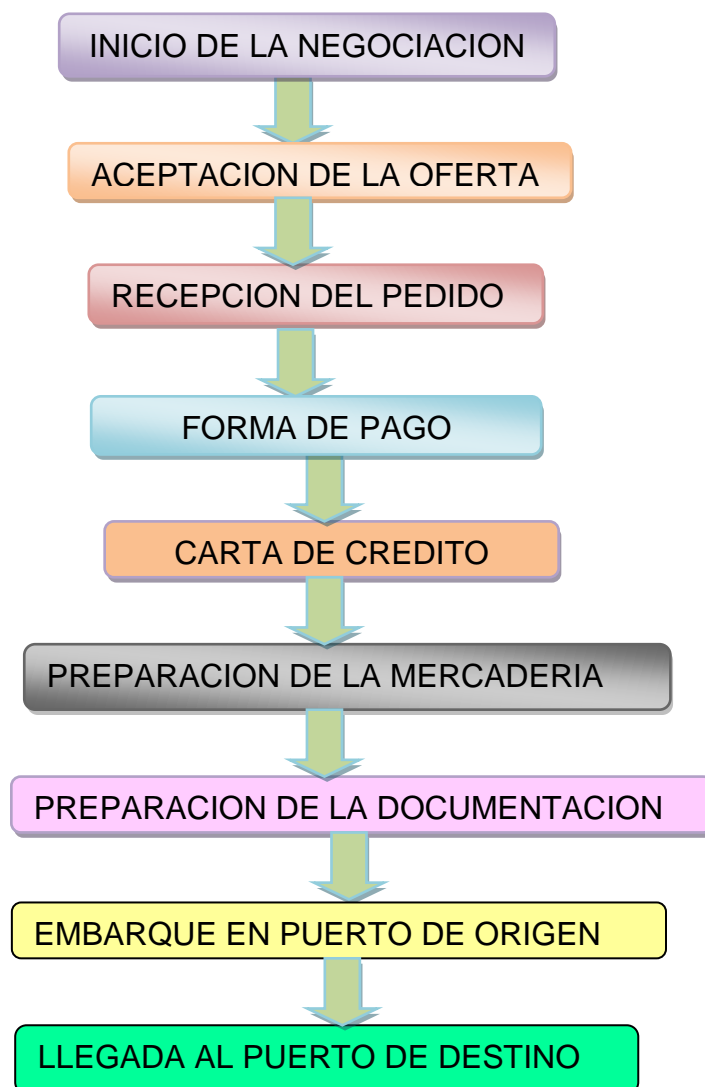 INICIO DE LA NEGOCIACION
ACEPTACION DE LA OFERTA
RECEPCION DEL PEDIDO
FORMA DE PAGO
CARTA DE CREDITO
PREPARACION DE LA MERCADERIA
PREPARACION DE LA DOCUMENTACION
EMBARQUE EN PUERTO DE ORIGEN
LLEGADA AL PUERTO DE DESTINO